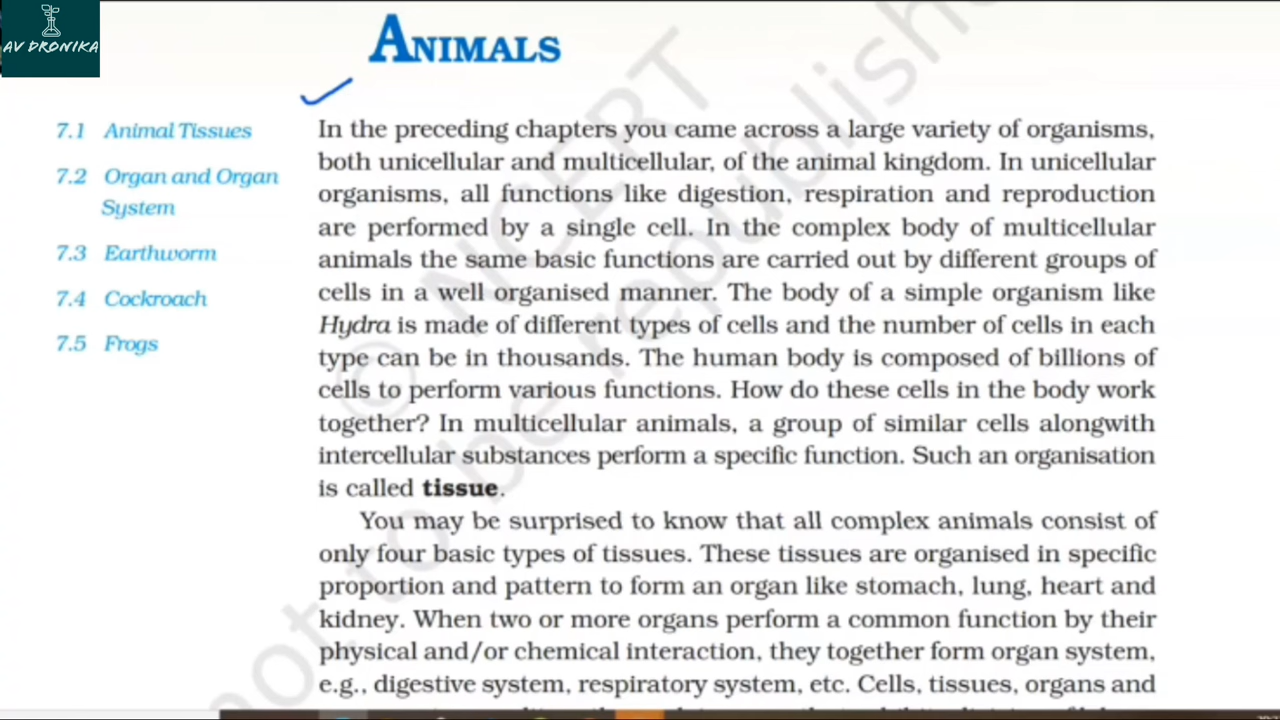 AV DRONIKA
ANIMALS
7.1 Animal Tissues
7.2 Organ and Organ
System
7.3 Earthworm
7.4 Cockroach
7.5 Frogs
In the preceding chapters you came across a large variety of organisms,
both unicellular and multicellular, of the animal kingdom. In unicellular
organisms, all functions like digestion, respiration and reproduction
are performed by a single cell. In the complex body of multicellular
animals the same basic functions are carried out by different groups of
cells in a well organised manner. The body of a simple organism like
Hydra is made of different types of cells and the number of cells in each
type can be in thousands. The human body is composed of billions of
cells to perform various functions. How do these cells in the body work
together? In multicellular animals, a group of similar cells alongwith
intercellular substances perform a specific function. Such an organisation
is called tissue.
You may be surprised to know that all complex animals consist of
only four basic types of tissues. These tissues are organised in specific
proportion and pattern to form an organ like stomach, lung, heart and
kidney. When two or more organs perform a common function by their
physical and/or chemical interaction, they together form organ system,
e.g., digestive system, respiratory system, etc. Cells, tissues, organs and
© NCERT
not to be republished